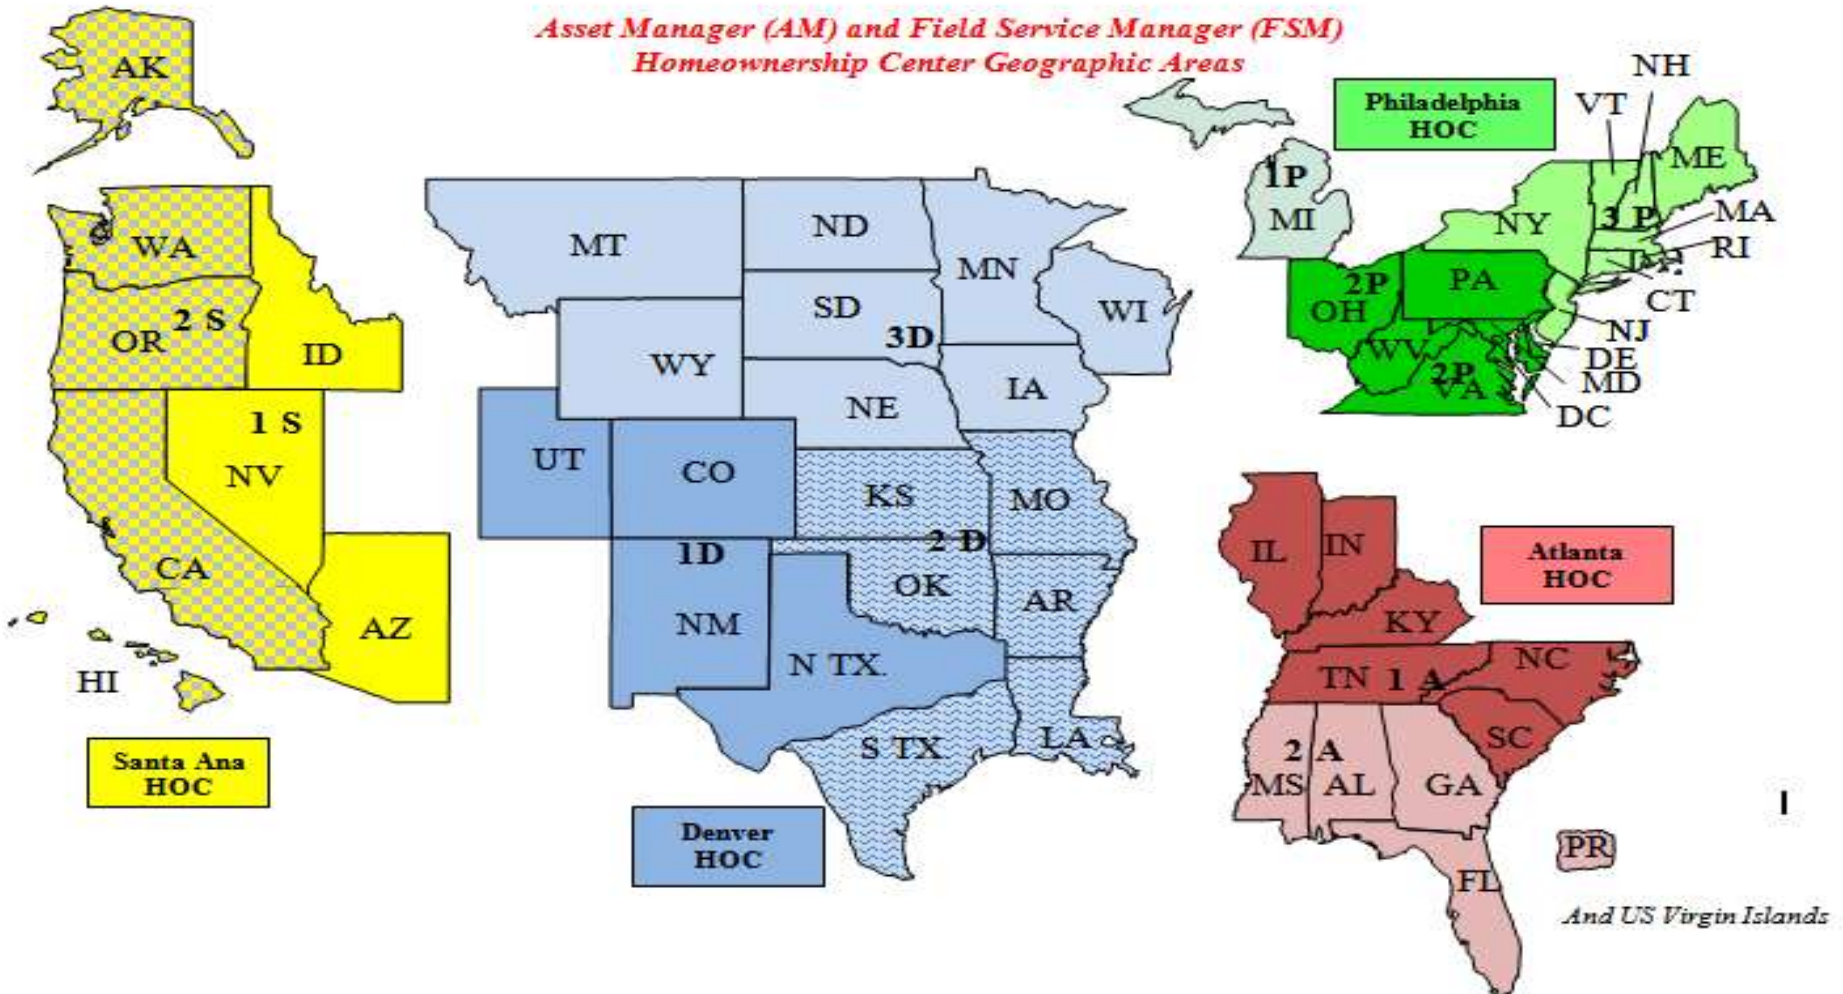 Asset Manager (AM) and Field Service Manager (FSM)
Homeownership Center Geographic Areas
AK
WA
OR
2 S
ID
1 S
NV
CA
AZ
HI
Santa Ana
HOC
MT
ND
MN
SD
3D
WI
WY
NE
IA
UT
CO
KS
MO
1D
2 D
OK
AR
NM
N TX.
S TX
LA
Denver
HOC
Philadelphia
HOC
NH
VT
ME
1P
MI
NY
3 P
MA
RI
2P
PA
OH
CT
NJ
WV
DE
2P
VA
MD
DC
IL
IN
Atlanta
HOC
KY
NC
TN
1 A
SC
2 A
MS
AL
GA
PR
FL
And US Virgin Islands
I